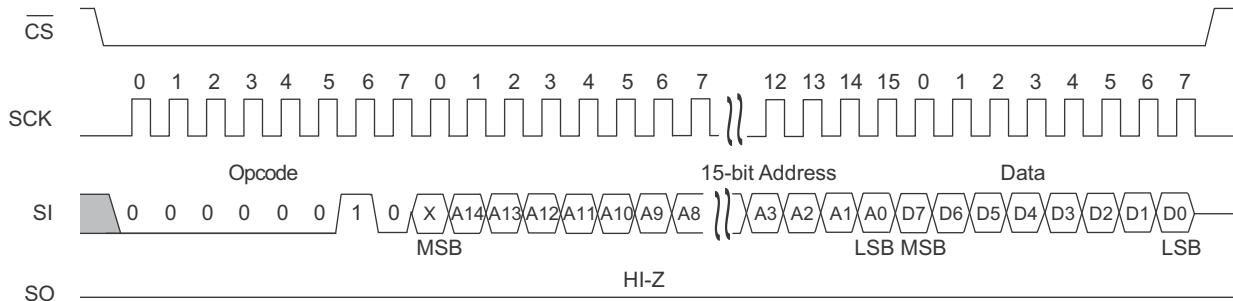 CS
0 1 2 3 4 5 6 7 0 1 2 3 4 5 6 7 12 13 14 15 0 1 2 3 4 5 6 7
SCK
Opcode 15-bit Address Data
SI 0 0 0 0 0 0 1 0 X A14 A13 A12 A11 A10 A9 A8 A3 A2 A1 A0 D7 D6 D5 D4 D3 D2 D1 D0
MSB LSB MSB LSB
HI-Z
SO